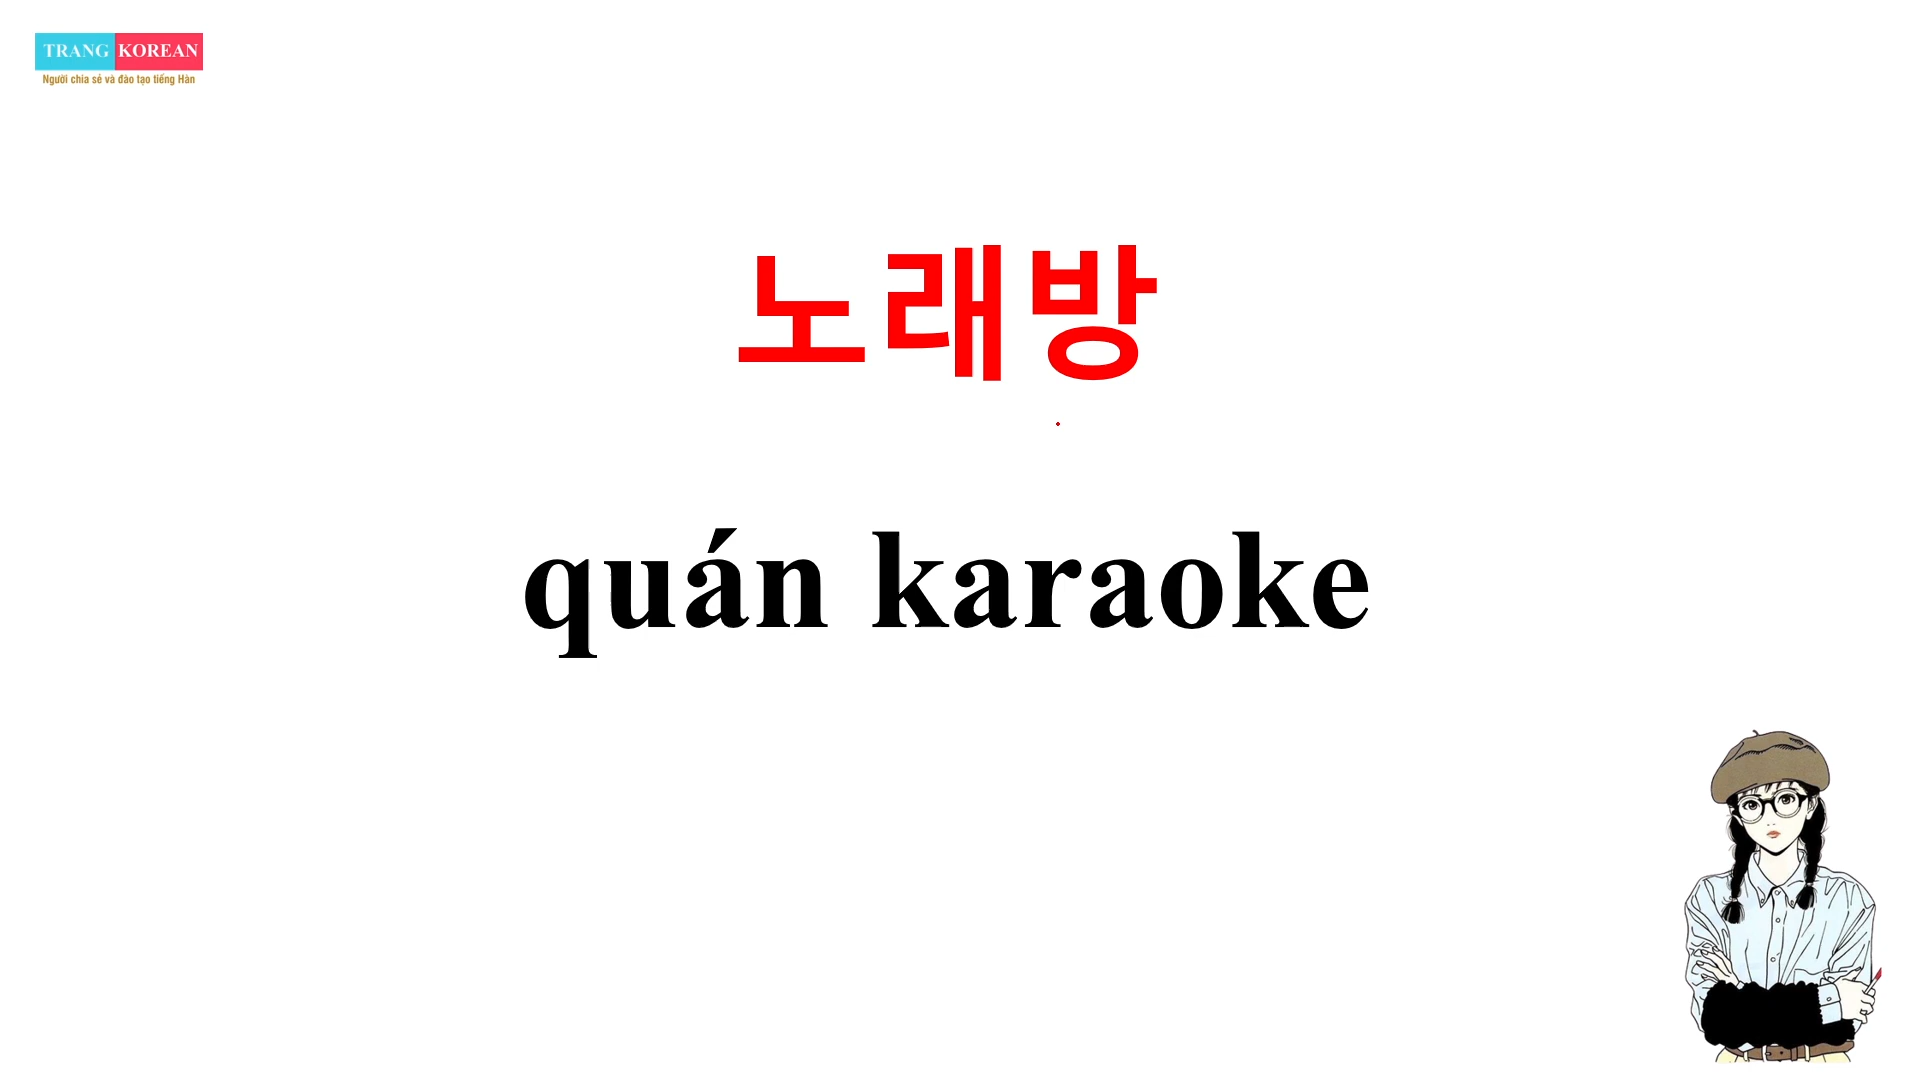 TRANG KOREAN
Người chia sẻ và đào tạo tiếng Hàn
노래방
quán karaoke